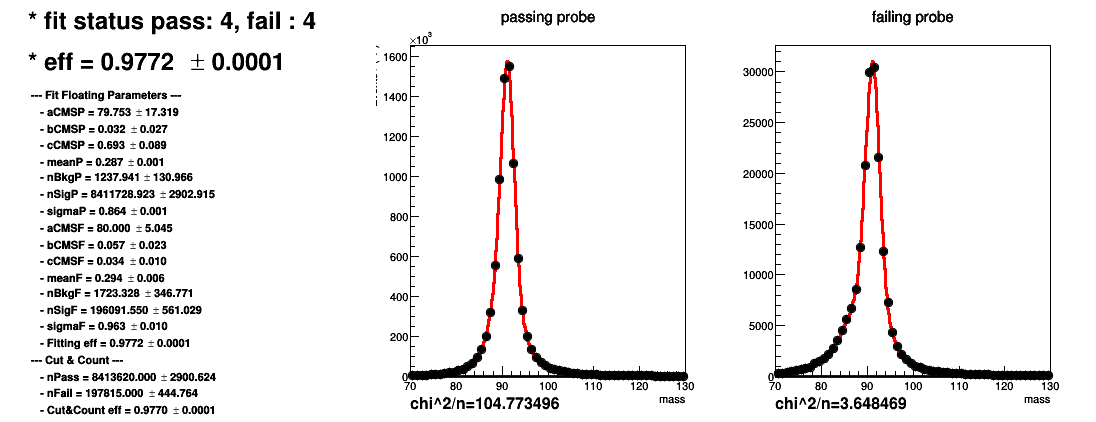 * fit status pass: 4, fail : 4
* eff = 0.9772 ± 0.0001
--- Fit Floating Parameters ---
- aCMSP = 79.753 ± 17.319
- bCMSP = 0.032 ± 0.027
- cCMSP = 0.693 ± 0.089
- meanP = 0.287 ± 0.001
- nBkgP = 1237.941 ± 130.966
- nSigP = 8411728.923 ± 2902.915
- sigmaP = 0.864 ± 0.001
- aCMSF = 80.000 ± 5.045
- bCMSF = 0.057 ± 0.023
- cCMSF = 0.034 ± 0.010
- meanF = 0.294 ± 0.006
- nBkgF = 1723.328 ± 346.771
- nSigF = 196091.550 ± 561.029
- sigmaF = 0.963 ± 0.010
- Fitting eff = 0.9772 ± 0.0001
--- Cut & Count ---
- nPass = 8413620.000 ± 2900.624
- nFail = 197815.000 ± 444.764
- Cut&Count eff = 0.9770 ± 0.0001
passing probe
×10³
1600
1400
1200
1000
800
600
400
200
0
70 80 90 100 110 120 130
mass
chi^2/n=104.773496
failing probe
30000
25000
20000
15000
10000
5000
0
70 80 90 100 110 120 130
mass
chi^2/n=3.648469